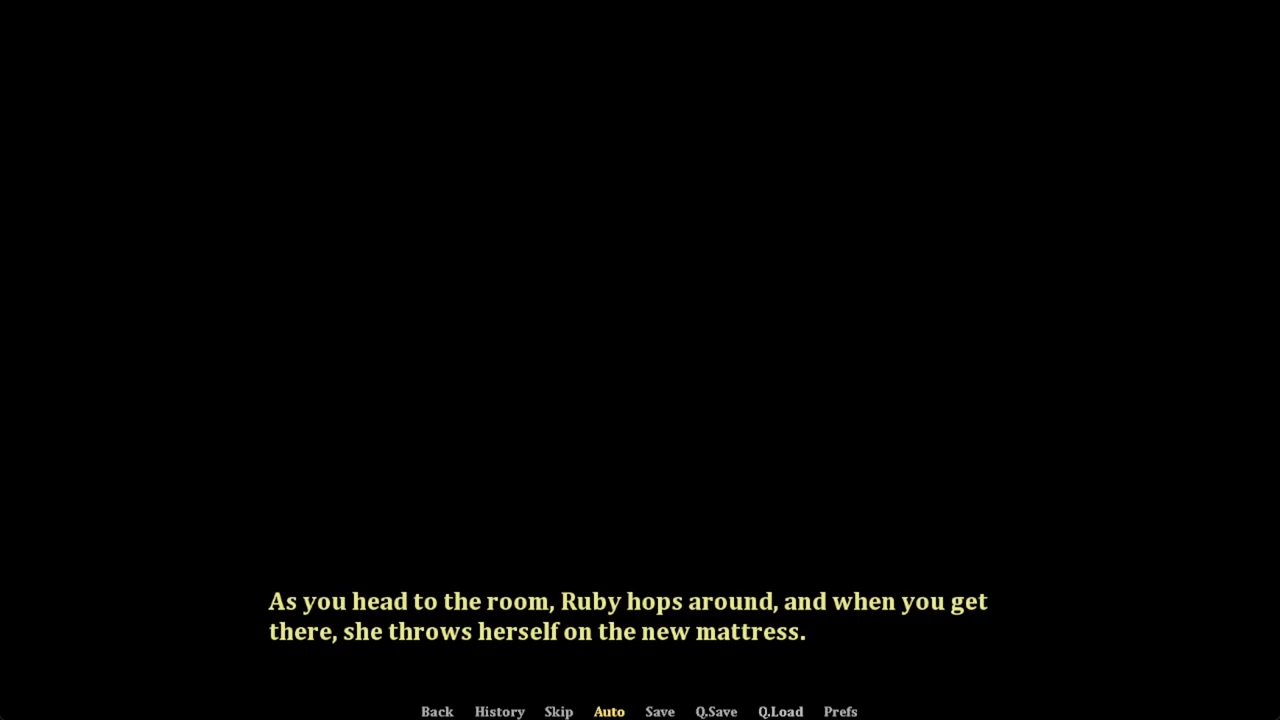 As you head to the room, Ruby hops around, and when you get
there, she throws herself on the new mattress.
Back History Skip Auto Save Q.Save Q.Load Prefs